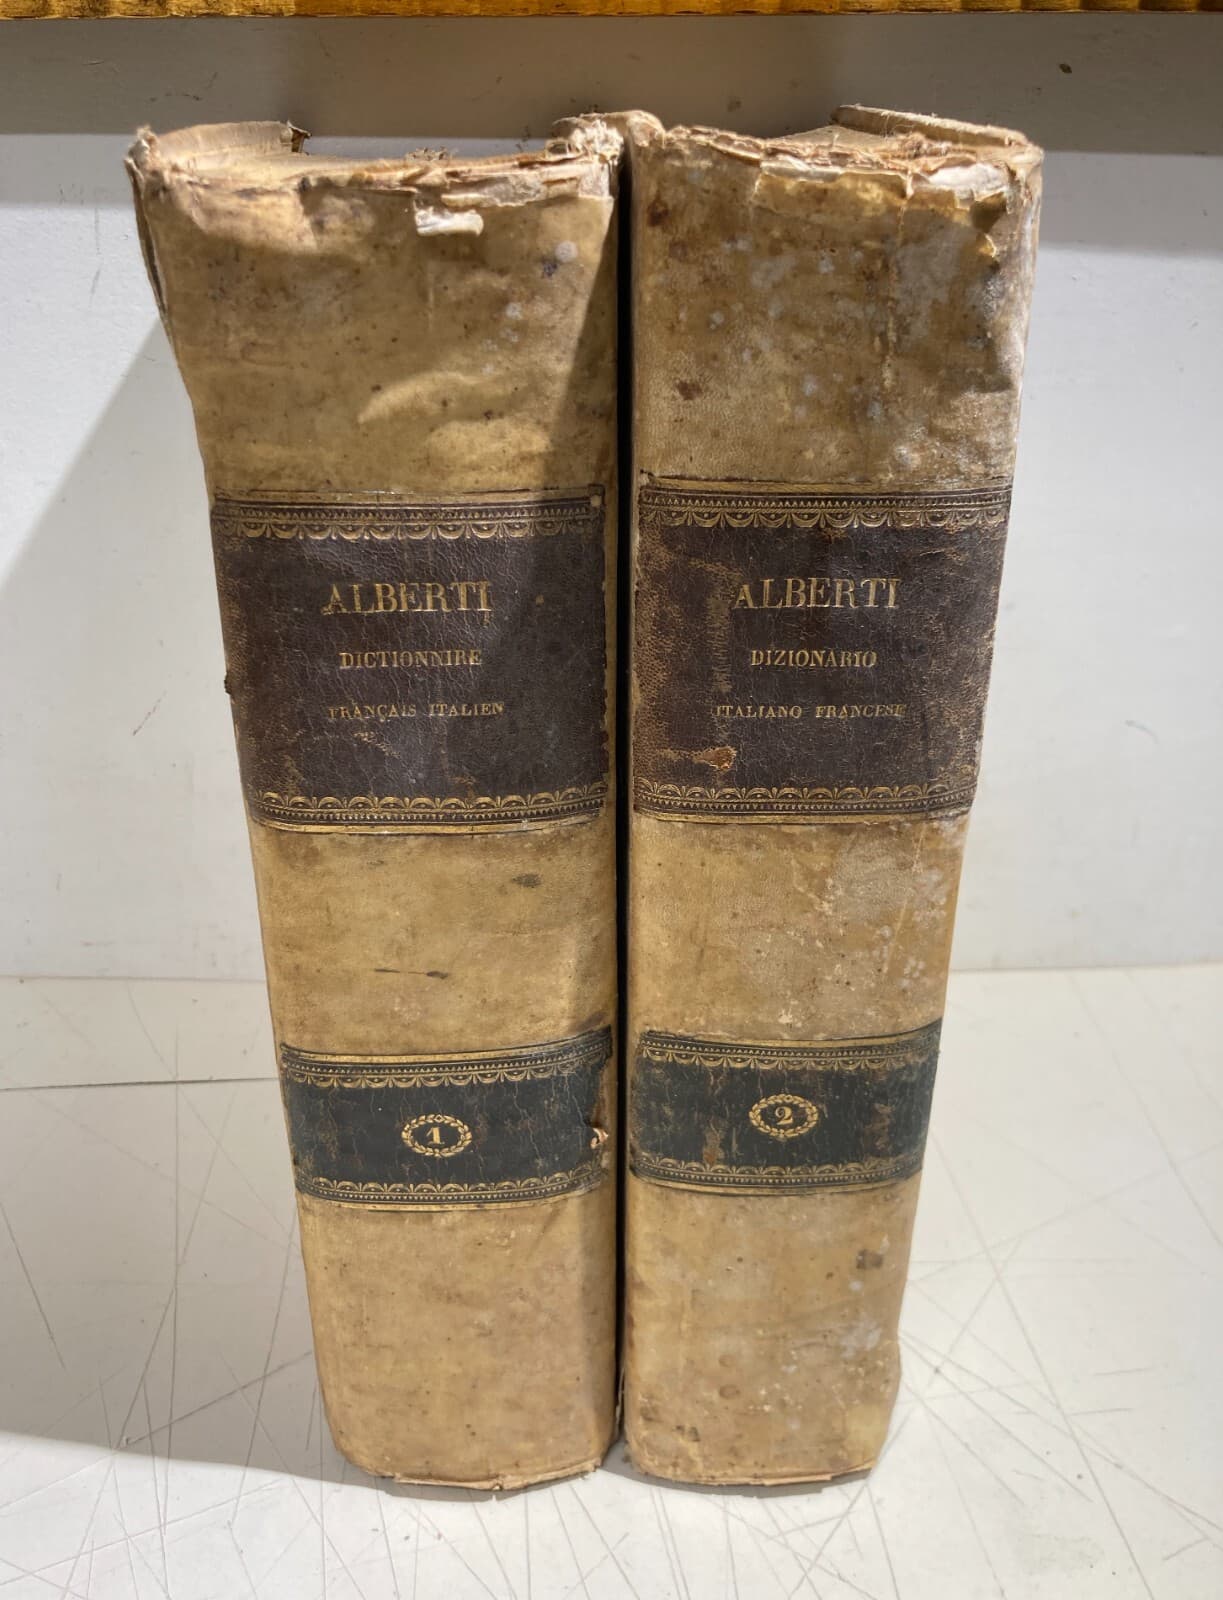 ALBERTI
DICTIONNIRE
FRANÇAIS ITALIEN
1
ALBERTI
DIZIONARIO
ITALIANO FRANCESE
2